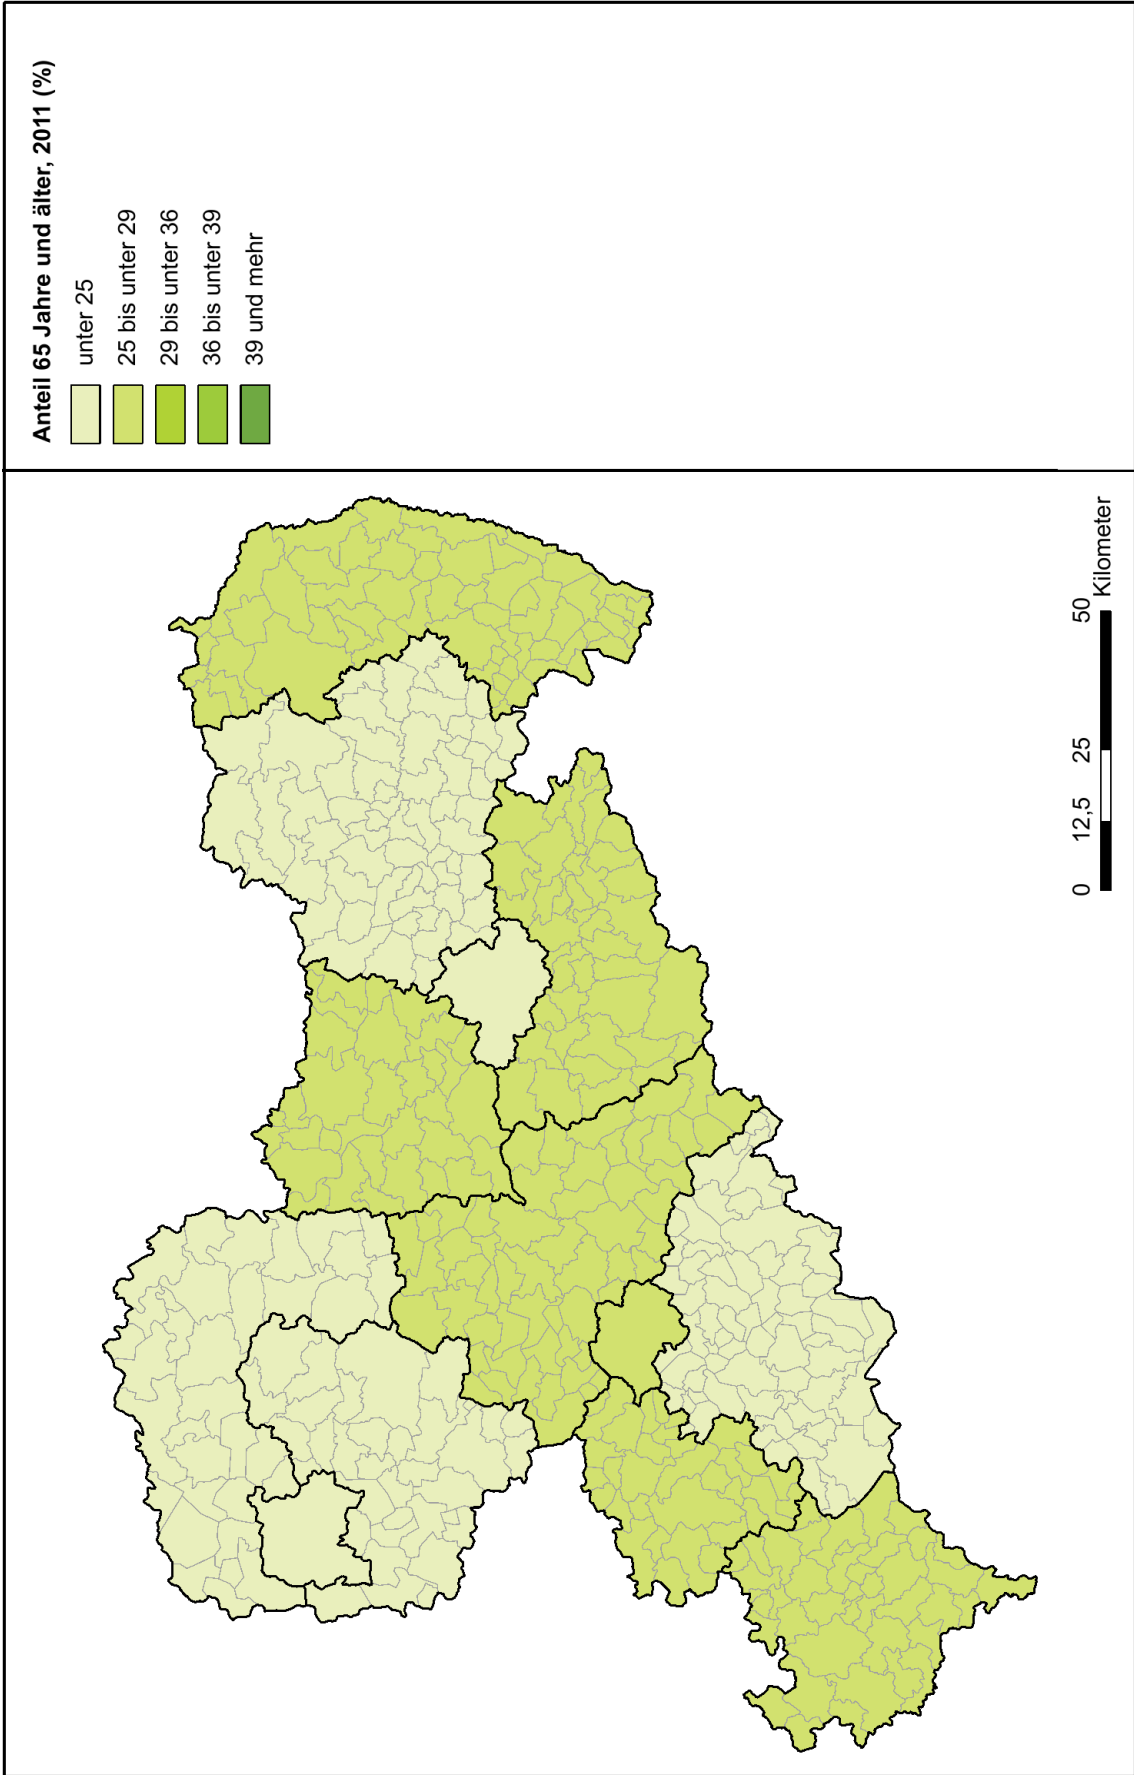 Anteil 65 Jahre und älter, 2011 (%)
unter 25
25 bis unter 29
29 bis unter 36
36 bis unter 39
39 und mehr
0 12,5 25 50
Kilometer